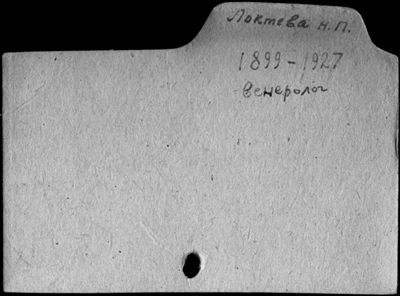 Локтева Н.П.
1899-1927
венеролог